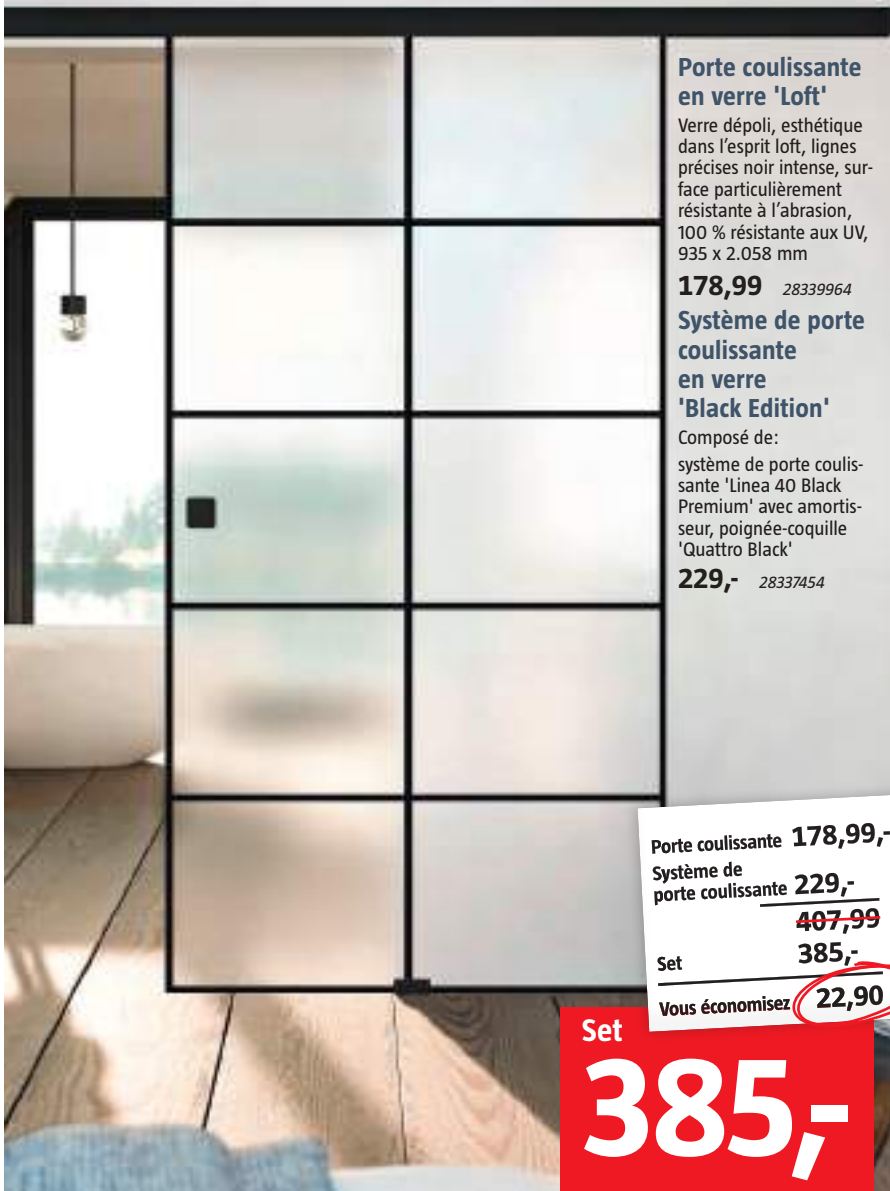 Porte coulissante
en verre 'Loft'
Verre dépoli, esthétique
dans l'esprit loft, lignes
précises noir intense, sur-
face particulièrement
résistante à l'abrasion,
100 % résistante aux UV,
935 x 2.058 mm
178,99 28339964
Système de porte
coulissante
en verre
'Black Edition'
Composé de:
système de porte coulis-
sante 'Linea 40 Black
Premium' avec amortis-
seur, poignée-coquille
'Quattro Black'
229,- 28337454
Porte coulissante 178,99,-
Système de
porte coulissante 229,-
407,99
Set 385,-
Vous économisez 22,90
Set
385,-